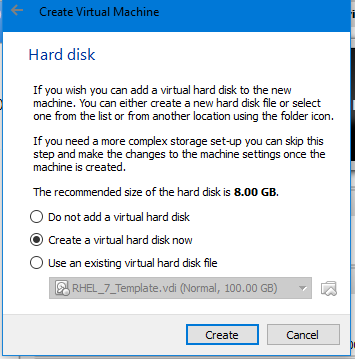 Create Virtual Machine
Hard disk
If you wish you can add a virtual hard disk to the new
machine. You can either create a new hard disk file or select
one from the list or from another location using the folder icon.
If you need a more complex storage set-up you can skip this
step and make the changes to the machine settings once the
machine is created.
The recommended size of the hard disk is 8.00 GB.
Do not add a virtual hard disk
Create a virtual hard disk now
Use an existing virtual hard disk file
RHEL_7_Template.vdi (Normal, 100.00 GB)
Create
Cancel